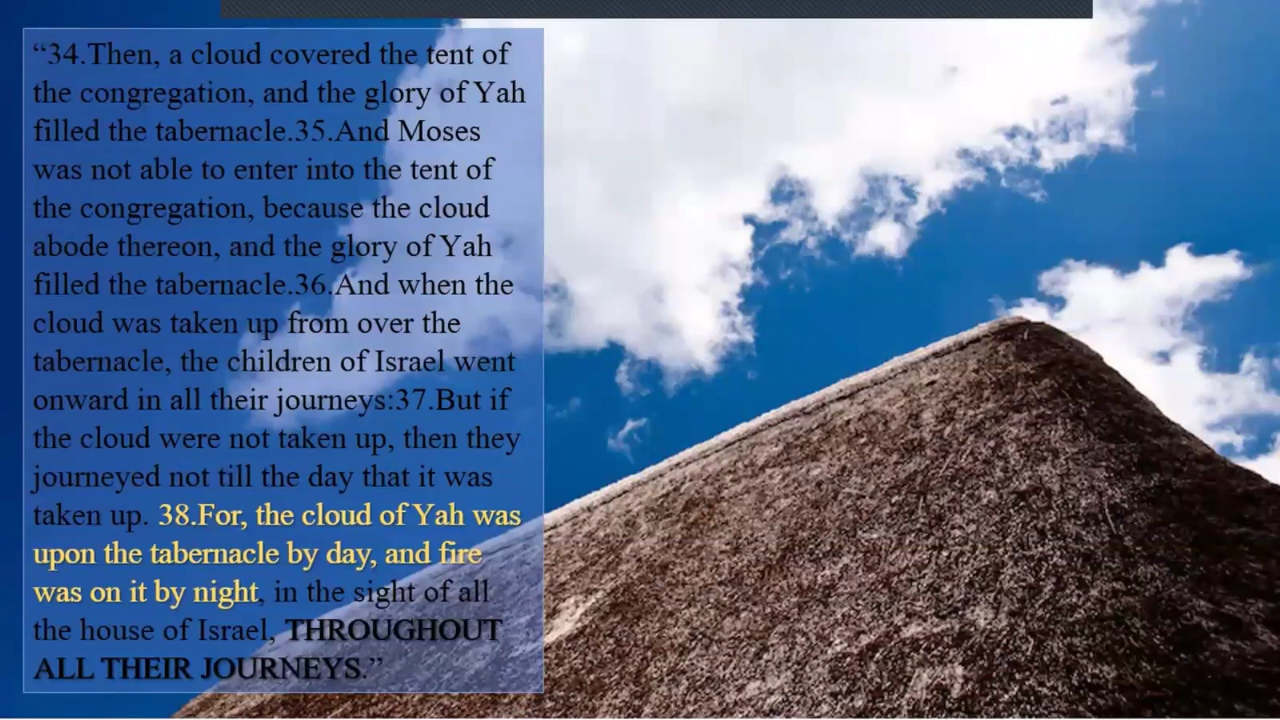 “34.Then, a cloud covered the tent of
the congregation, and the glory of Yah
filled the tabernacle.35.And Moses
was not able to enter into the tent of
the congregation, because the cloud
abode thereon, and the glory of Yah
filled the tabernacle.36.And when the
cloud was taken up from over the
tabernacle, the children of Israel went
onward in all their journeys:37.But if
the cloud were not taken up, then they
journeyed not till the day that it was
taken up. 38.For, the cloud of Yah was
upon the tabernacle by day, and fire
was on it by night, in the sight of all
the house of Israel, THROUGHOUT
ALL THEIR JOURNEYS.”